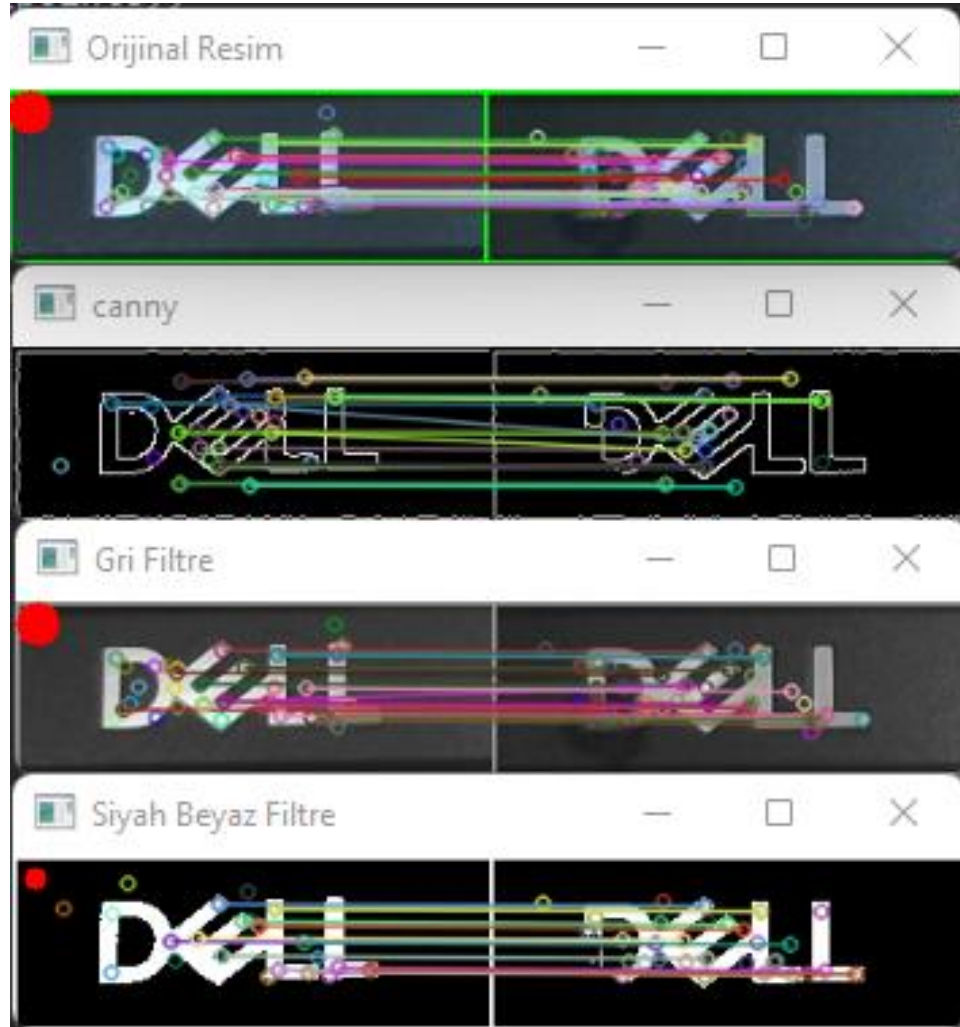 Orijinal Resim
DELL DELL
canny
DELL DELL
Gri Filtre
DELL DELL
Siyah Beyaz Filtre
DELL DELL